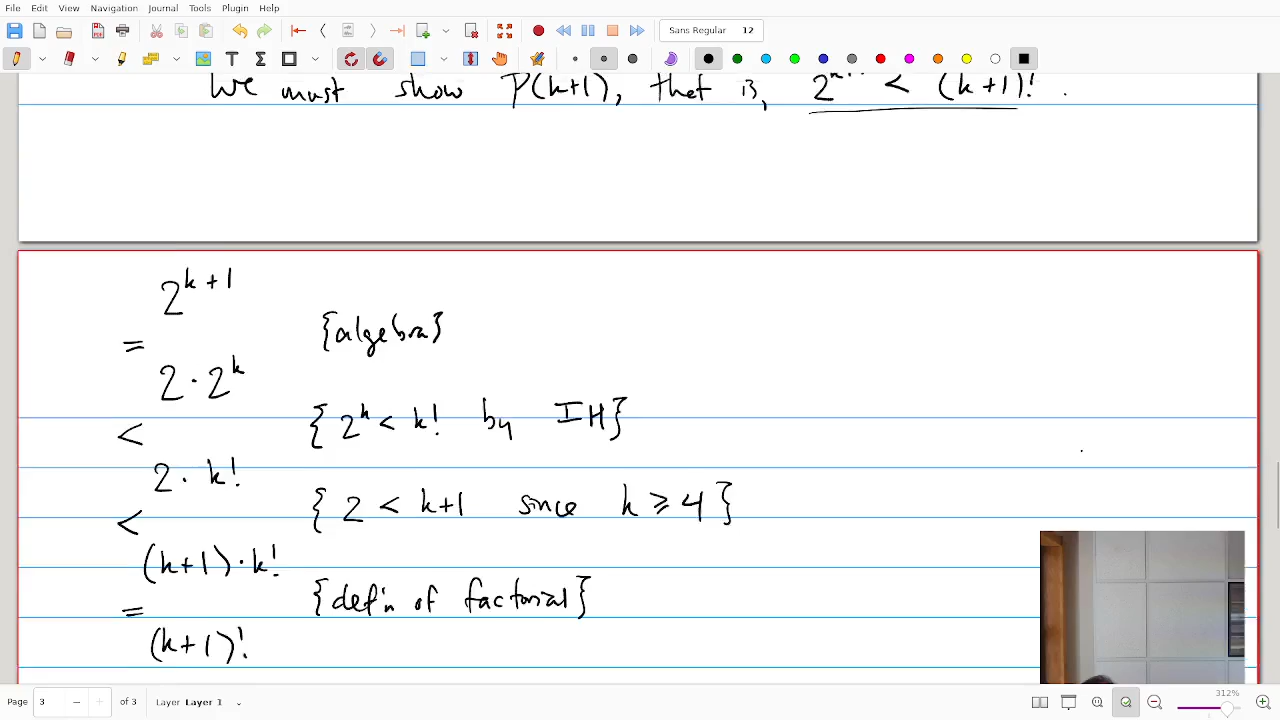 File Edit View Navigation Journal Tools Plugin Help
Sans Regular 12
We must show P(k+1), that is, 2^{k+1} < (k+1)! .
2^{k+1}
= {algebra}
2 · 2^k
< {2^k < k! by IH}
2 · k!
< {2 < k+1 since k ≥ 4}
(k+1) · k!
= {def'n of factorial}
(k+1)!
Page 3 of 3 Layer Layer 1 312%